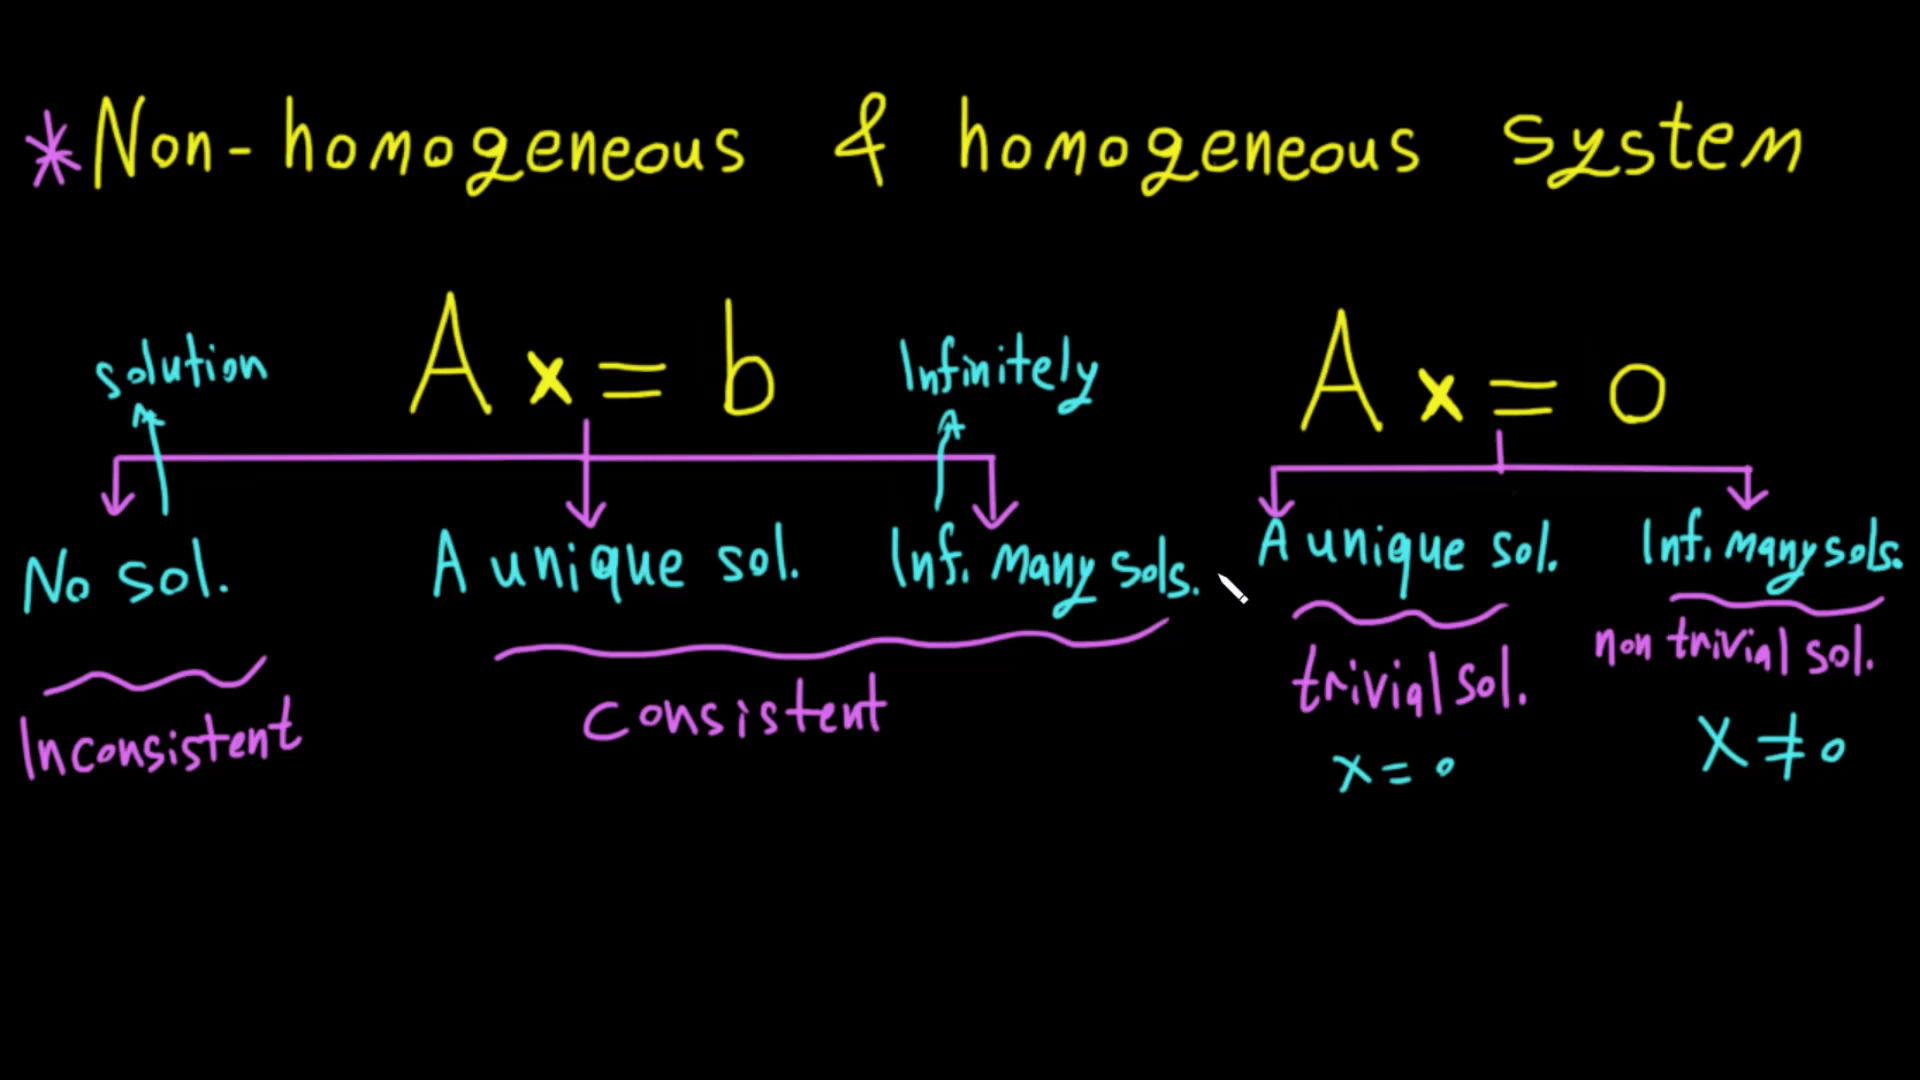 *Non-homogeneous & homogeneous system
Ax=b
Ax=0
solution
Infinitely
No sol.
A unique sol.
Inf. many sols.
A unique sol.
Inf. many sols.
Inconsistent
consistent
trivial sol.
non trivial sol.
x=0
x≠0